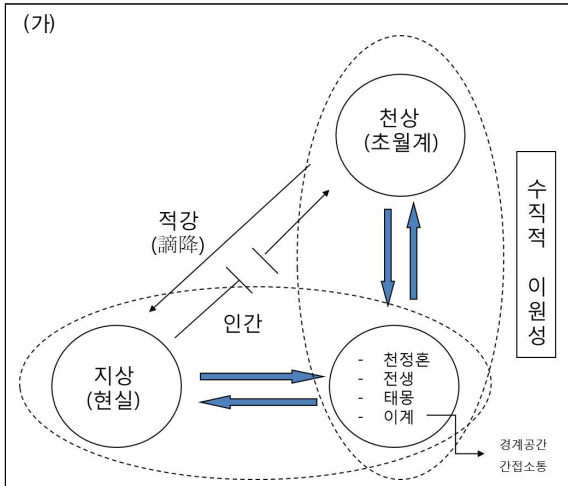 (가)
천상
(초월계)
수직적 이원성
적강
(謫降)
인간
지상
(현실)
- 천정혼
- 전생
- 태몽
- 이계
경계공간
간접소통